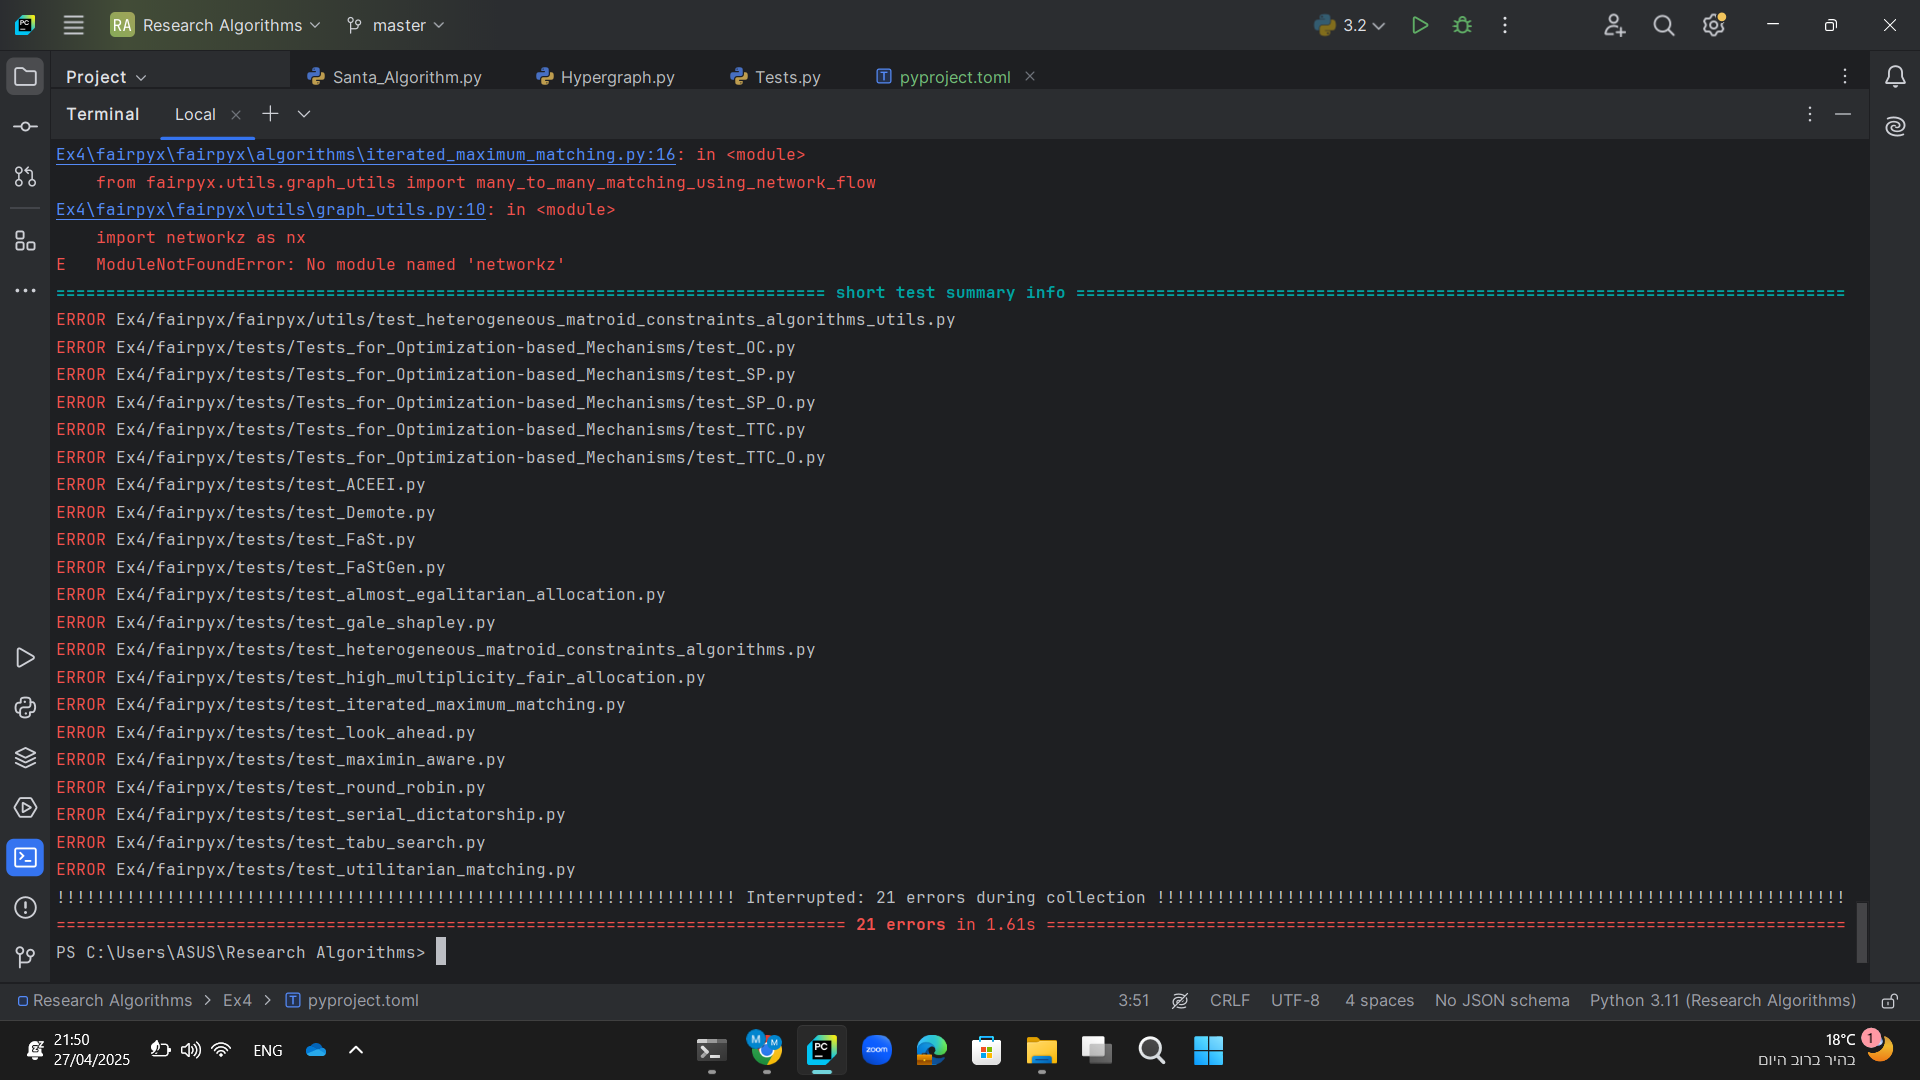 RA Research Algorithms master 3.2
Project Santa_Algorithm.py Hypergraph.py Tests.py pyproject.toml
Terminal Local
Ex4\fairpyx\fairpyx\algorithms\iterated_maximum_matching.py:16: in <module>
from fairpyx.utils.graph_utils import many_to_many_matching_using_network_flow
Ex4\fairpyx\fairpyx\utils\graph_utils.py:10: in <module>
import networkz as nx
E ModuleNotFoundError: No module named 'networkz'
============================================================================= short test summary info =============================================================================
ERROR Ex4/fairpyx/fairpyx/utils/test_heterogeneous_matroid_constraints_algorithms_utils.py
ERROR Ex4/fairpyx/tests/Tests_for_Optimization-based_Mechanisms/test_OC.py
ERROR Ex4/fairpyx/tests/Tests_for_Optimization-based_Mechanisms/test_SP.py
ERROR Ex4/fairpyx/tests/Tests_for_Optimization-based_Mechanisms/test_SP_O.py
ERROR Ex4/fairpyx/tests/Tests_for_Optimization-based_Mechanisms/test_TTC.py
ERROR Ex4/fairpyx/tests/Tests_for_Optimization-based_Mechanisms/test_TTC_O.py
ERROR Ex4/fairpyx/tests/test_ACEEI.py
ERROR Ex4/fairpyx/tests/test_Demote.py
ERROR Ex4/fairpyx/tests/test_FaSt.py
ERROR Ex4/fairpyx/tests/test_FaStGen.py
ERROR Ex4/fairpyx/tests/test_almost_egalitarian_allocation.py
ERROR Ex4/fairpyx/tests/test_gale_shapley.py
ERROR Ex4/fairpyx/tests/test_heterogeneous_matroid_constraints_algorithms.py
ERROR Ex4/fairpyx/tests/test_high_multiplicity_fair_allocation.py
ERROR Ex4/fairpyx/tests/test_iterated_maximum_matching.py
ERROR Ex4/fairpyx/tests/test_look_ahead.py
ERROR Ex4/fairpyx/tests/test_maximin_aware.py
ERROR Ex4/fairpyx/tests/test_round_robin.py
ERROR Ex4/fairpyx/tests/test_serial_dictatorship.py
ERROR Ex4/fairpyx/tests/test_tabu_search.py
ERROR Ex4/fairpyx/tests/test_utilitarian_matching.py
!!!!!!!!!!!!!!!!!!!!!!!!!!!!!!!!!!!!!!!!!!!!!!!!!!!!!!!!!!!!!!!!!!!! Interrupted: 21 errors during collection !!!!!!!!!!!!!!!!!!!!!!!!!!!!!!!!!!!!!!!!!!!!!!!!!!!!!!!!!!!!!!!!!!!!!
=============================================================================== 21 errors in 1.61s ================================================================================
PS C:\Users\ASUS\Research Algorithms>
Research Algorithms > Ex4 > pyproject.toml 3:51 CRLF UTF-8 4 spaces No JSON schema Python 3.11 (Research Algorithms)
21:50
27/04/2025
ENG
zoom
18°C
בהיר ברוב היום
1